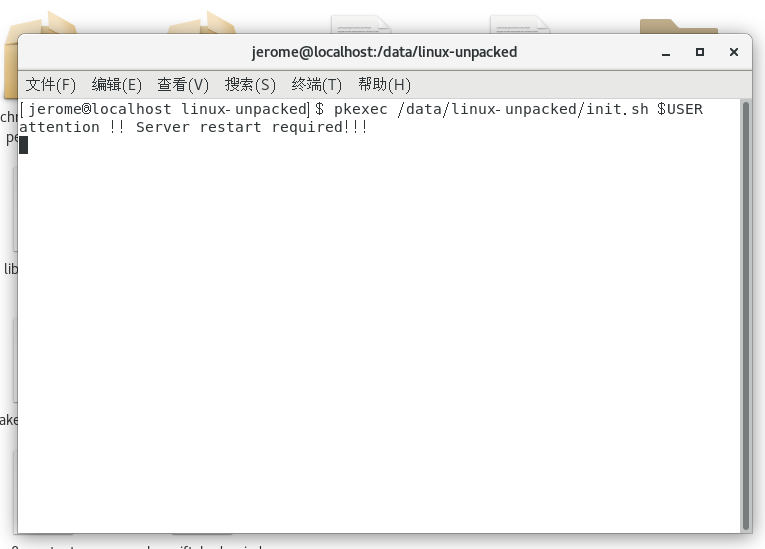 jerome@localhost:/data/linux-unpacked
文件(F) 编辑(E) 查看(V) 搜索(S) 终端(T) 帮助(H)
[jerome@localhost linux-unpacked]$ pkexec /data/linux-unpacked/init.sh $USER
attention !! Server restart required!!!
chr
pe
lib
ake